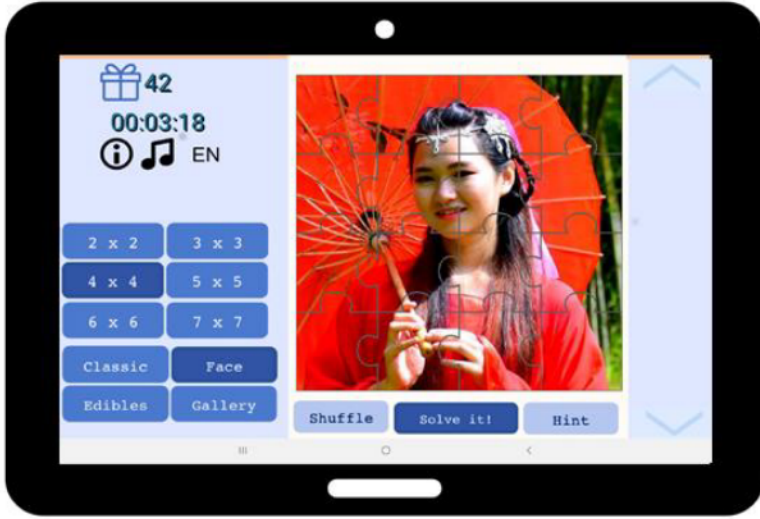 42
00:03:18
EN
2 x 2
3 x 3
4 x 4
5 x 5
6 x 6
7 x 7
Classic
Face
Edibles
Gallery
Shuffle
Solve it!
Hint